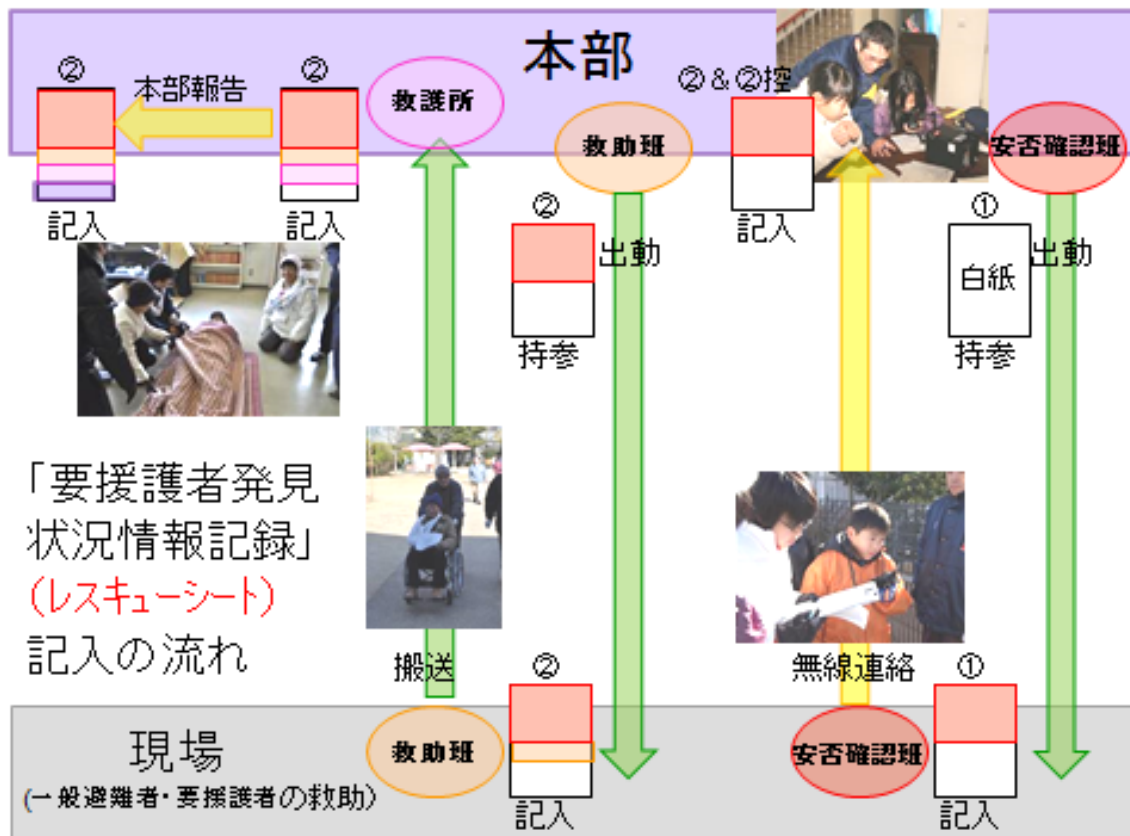 本部
②
本部報告
②
救護所
②&②控
救助班
安否確認班
記入
記入
記入
②
出動
持参
①
出動
白紙
持参
「要援護者発見
状況情報記録」
(レスキューシート)
記入の流れ
搬送
②
無線連絡
①
現場
(一般避難者・要援護者の救助)
救助班
記入
安否確認班
記入